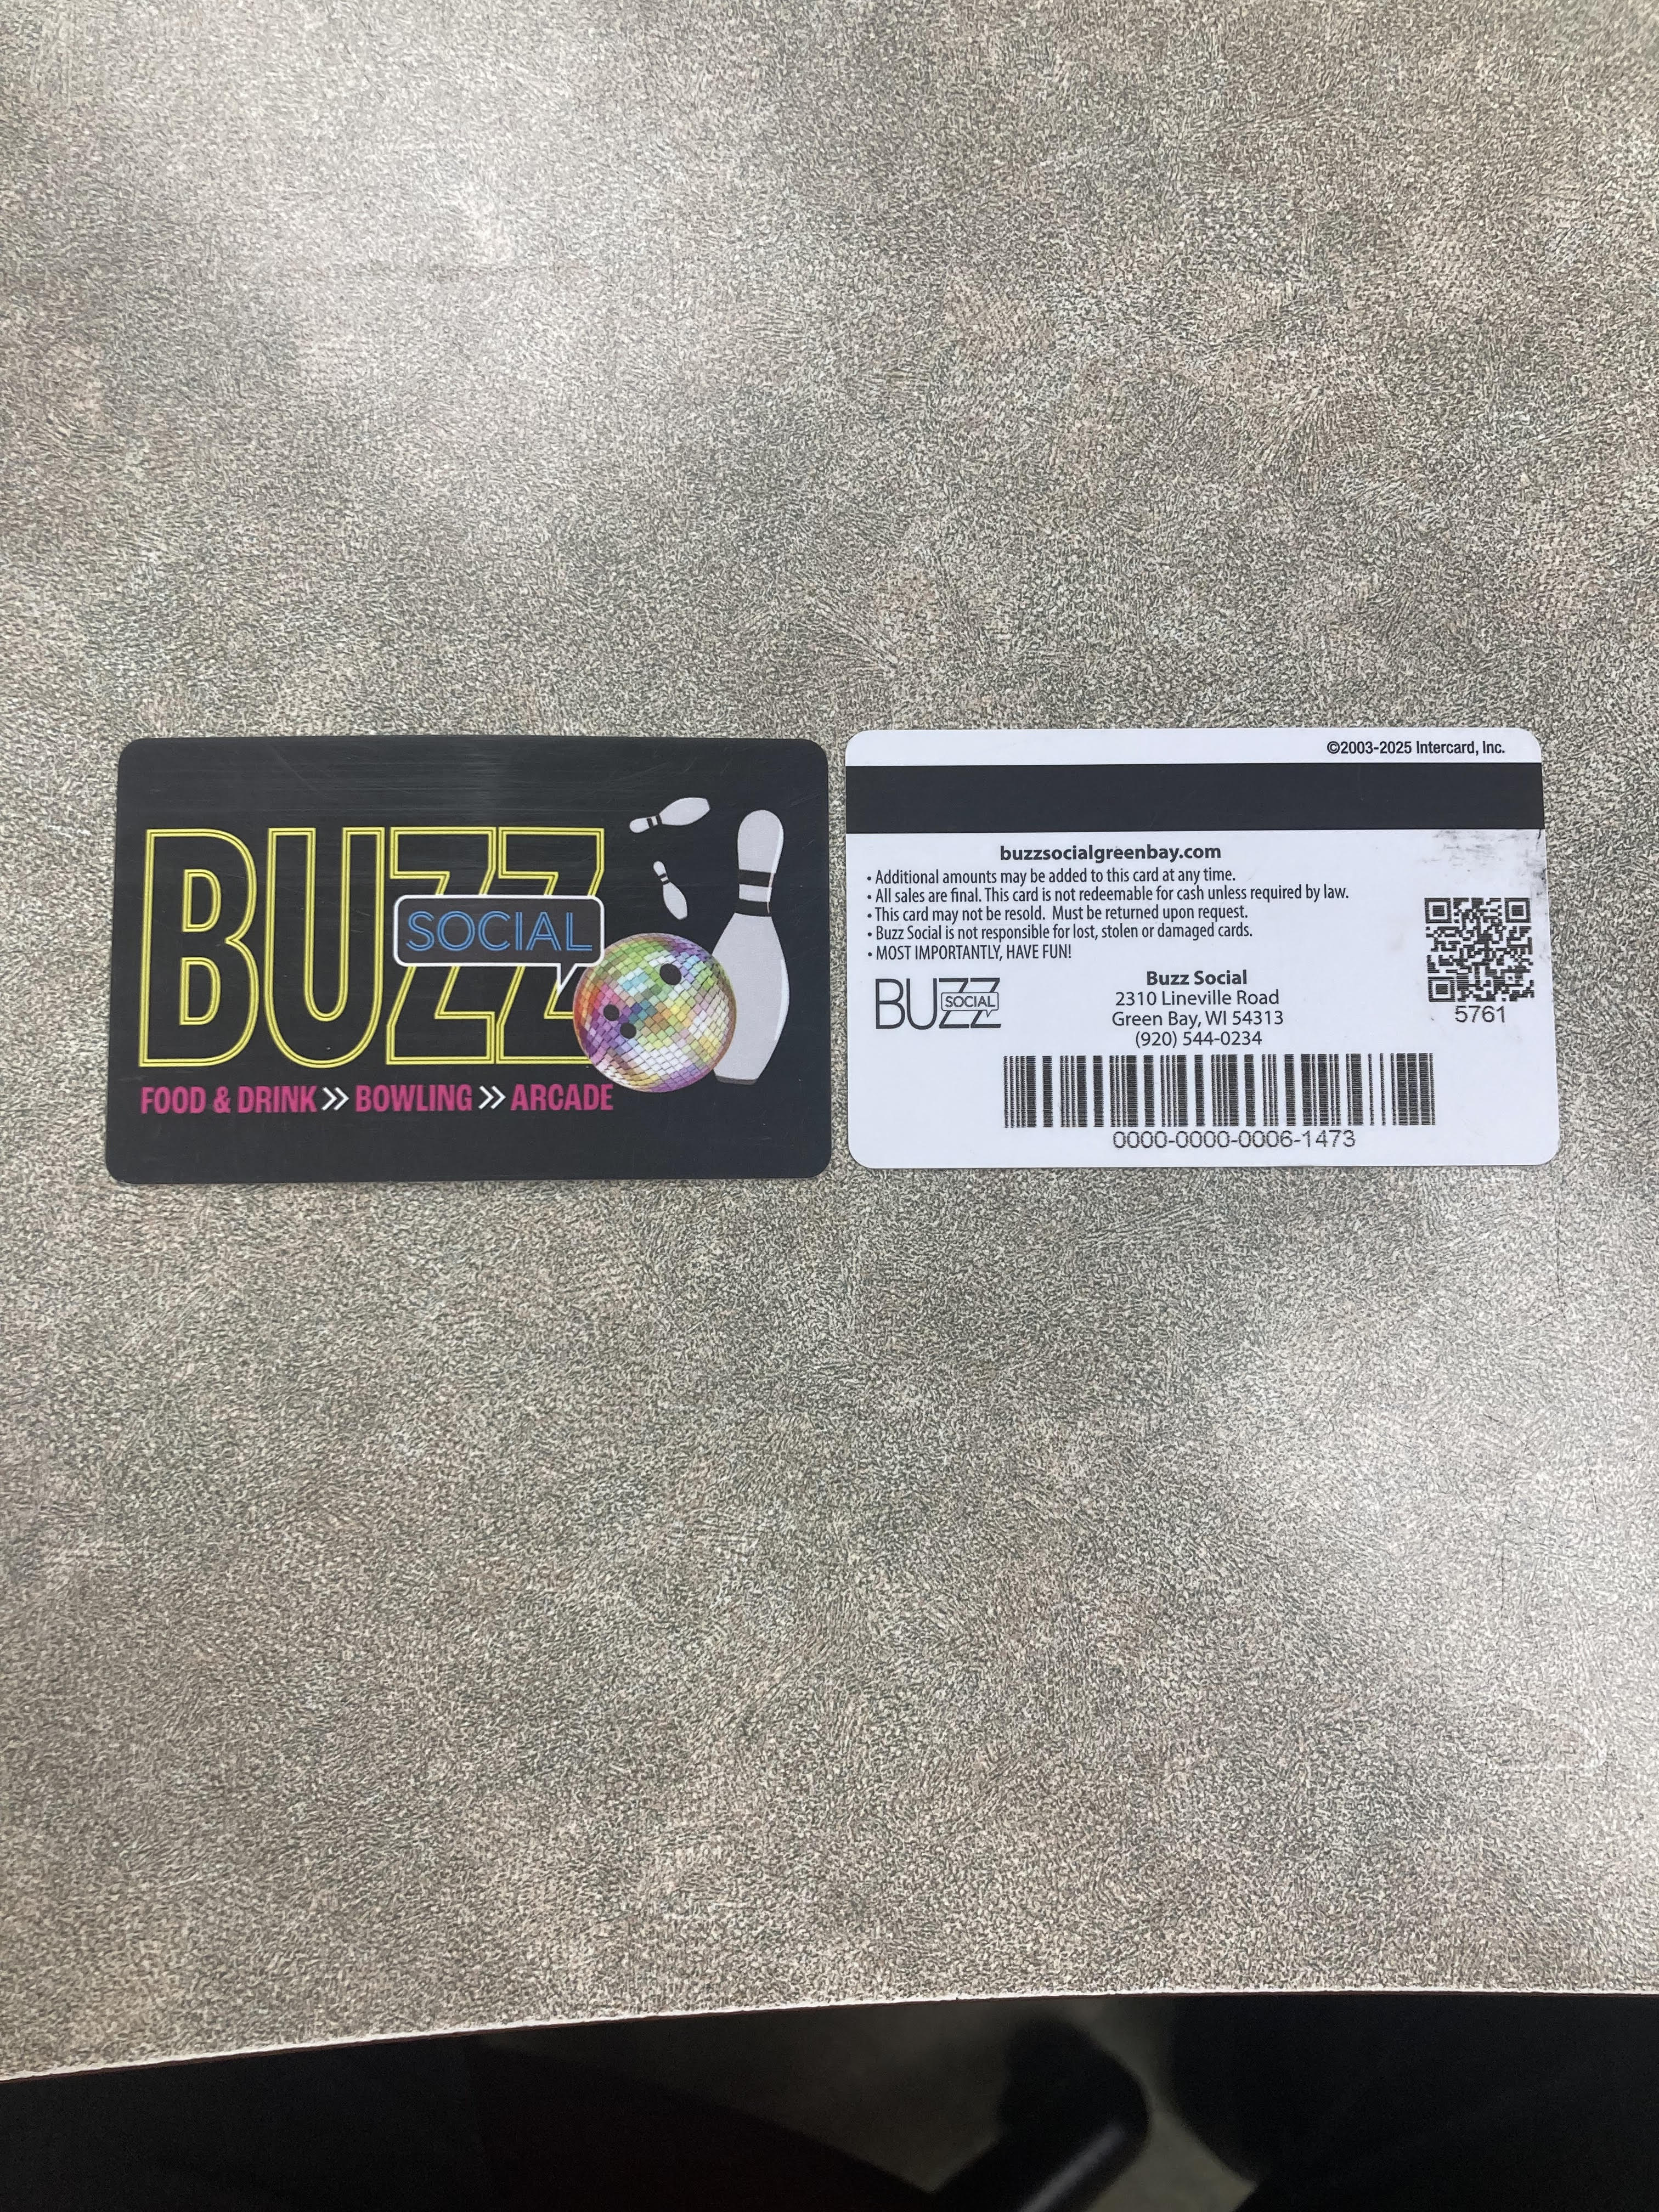 BUZZ
SOCIAL
FOOD & DRINK >> BOWLING >> ARCADE
©2003-2025 Intercard, Inc.
buzzsocialgreenbay.com
• Additional amounts may be added to this card at any time.
• All sales are final. This card is not redeemable for cash unless required by law.
• This card may not be resold. Must be returned upon request.
• Buzz Social is not responsible for lost, stolen or damaged cards.
• MOST IMPORTANTLY, HAVE FUN!
BUZZ
SOCIAL
Buzz Social
2310 Lineville Road
Green Bay, WI 54313
(920) 544-0234
5761
0000-0000-0006-1473